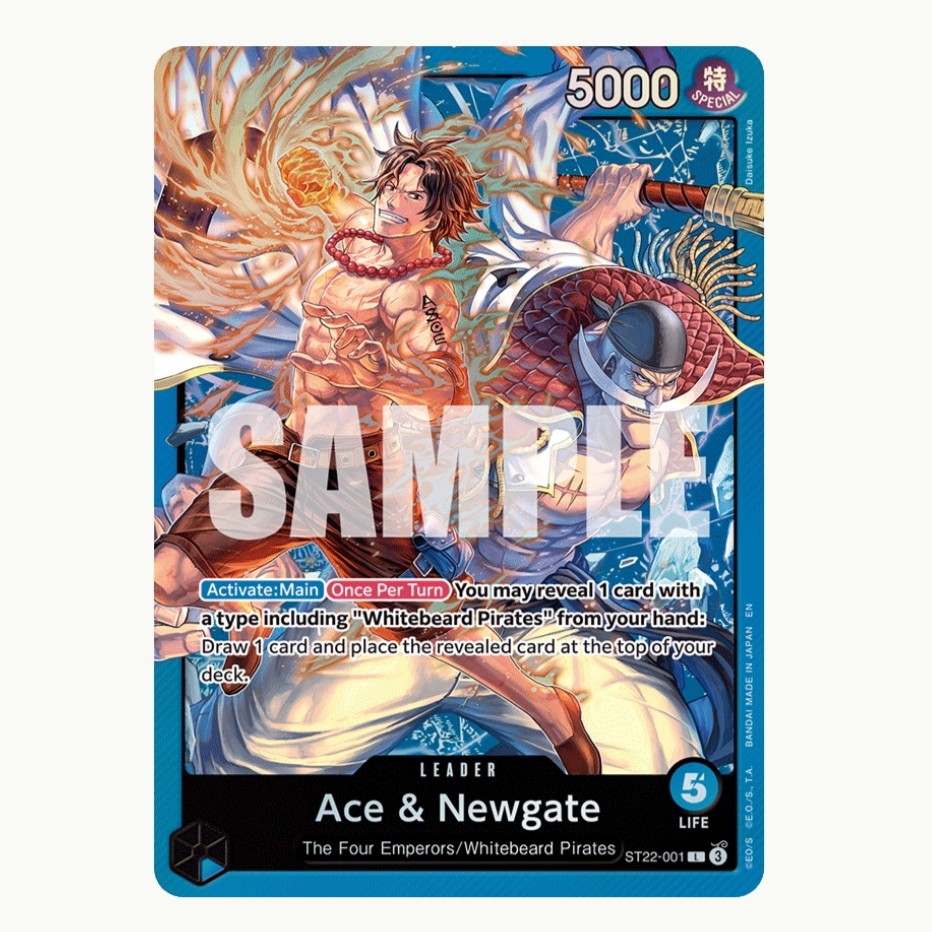 5000
特
SPECIAL
Daisuke Izuka
ASCE
SAMPLE
Activate:Main Once Per Turn You may reveal 1 card with
a type including "Whitebeard Pirates" from your hand:
Draw 1 card and place the revealed card at the top of your
deck.
LEADER
Ace & Newgate
The Four Emperors/Whitebeard Pirates
5
LIFE
ST22-001 L 3
©E.O/S ©E.O./S., T.A. BANDAI MADE IN JAPAN EN